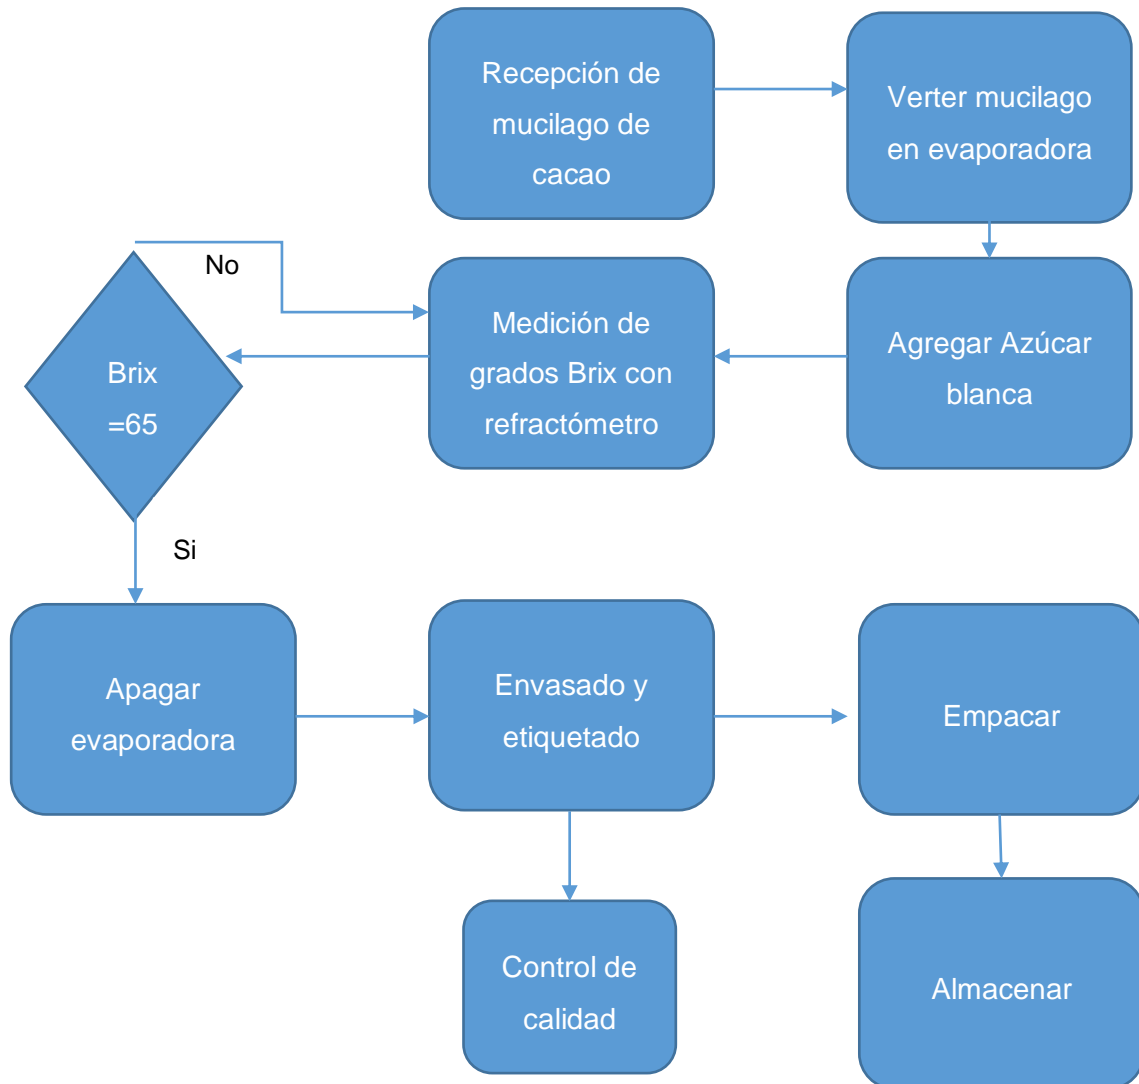 Recepción de
mucilago de
cacao
Verter mucilago
en evaporadora
Agregar Azúcar
blanca
Medición de
grados Brix con
refractómetro
No
Brix
=65
Si
Apagar
evaporadora
Envasado y
etiquetado
Empacar
Control de
calidad
Almacenar